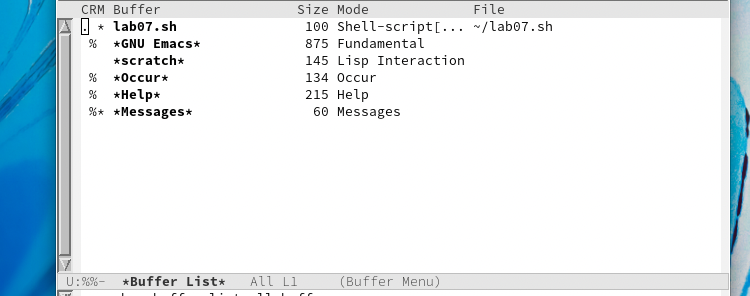 CRM Buffer Size Mode File
. * lab07.sh 100 Shell-script[... ~/lab07.sh
% *GNU Emacs* 875 Fundamental
*scratch* 145 Lisp Interaction
% *Occur* 134 Occur
% *Help* 215 Help
%* *Messages* 60 Messages
U:%%- *Buffer List* All L1 (Buffer Menu)